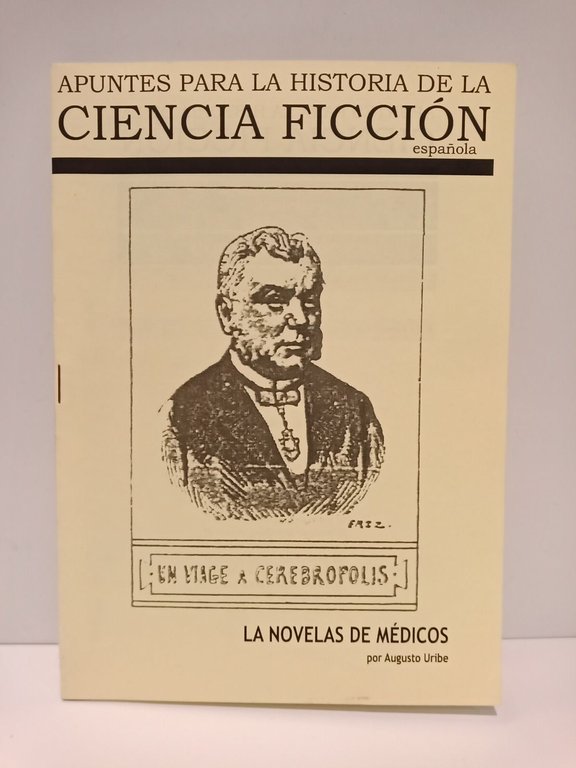 APUNTES PARA LA HISTORIA DE LA
CIENCIA FICCIÓN
española
FRIZ.
UN VIAGE A CEREBROPOLIS
LA NOVELAS DE MÉDICOS
por Augusto Uribe